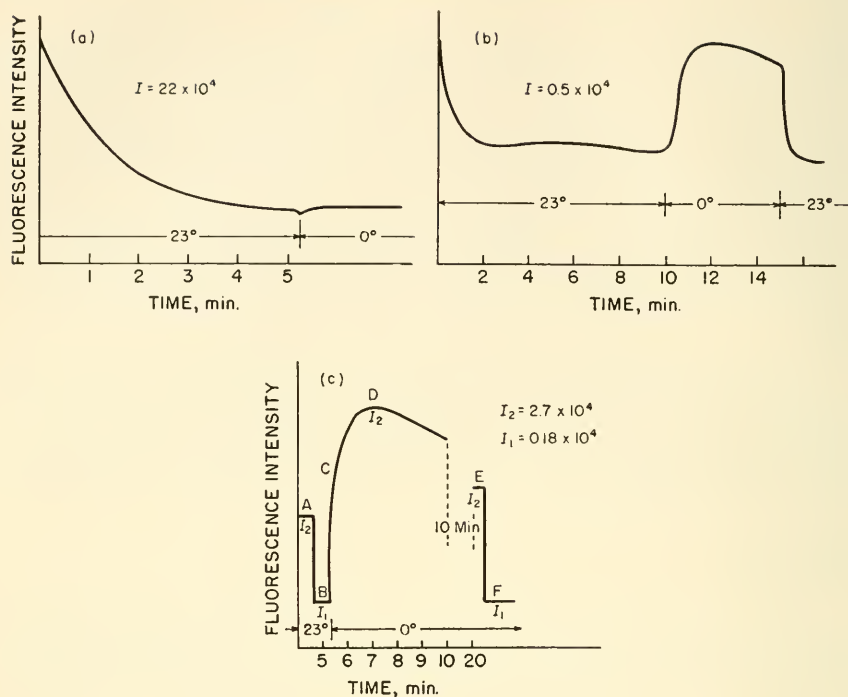 (a)
I = 22 x 10⁴
FLUORESCENCE INTENSITY
23°
0°
1 2 3 4 5
TIME, min.
(b)
I = 0.5 x 10⁴
23°
0°
23°
2 4 6 8 10 12 14
TIME, min.
(c)
I₂ = 2.7 x 10⁴
I₁ = 0.18 x 10⁴
FLUORESCENCE INTENSITY
D
I₂
C
A
I₂
B
I₁
10 Min
E
I₂
F
I₁
23°
0°
5 6 7 8 9 10 20
TIME, min.